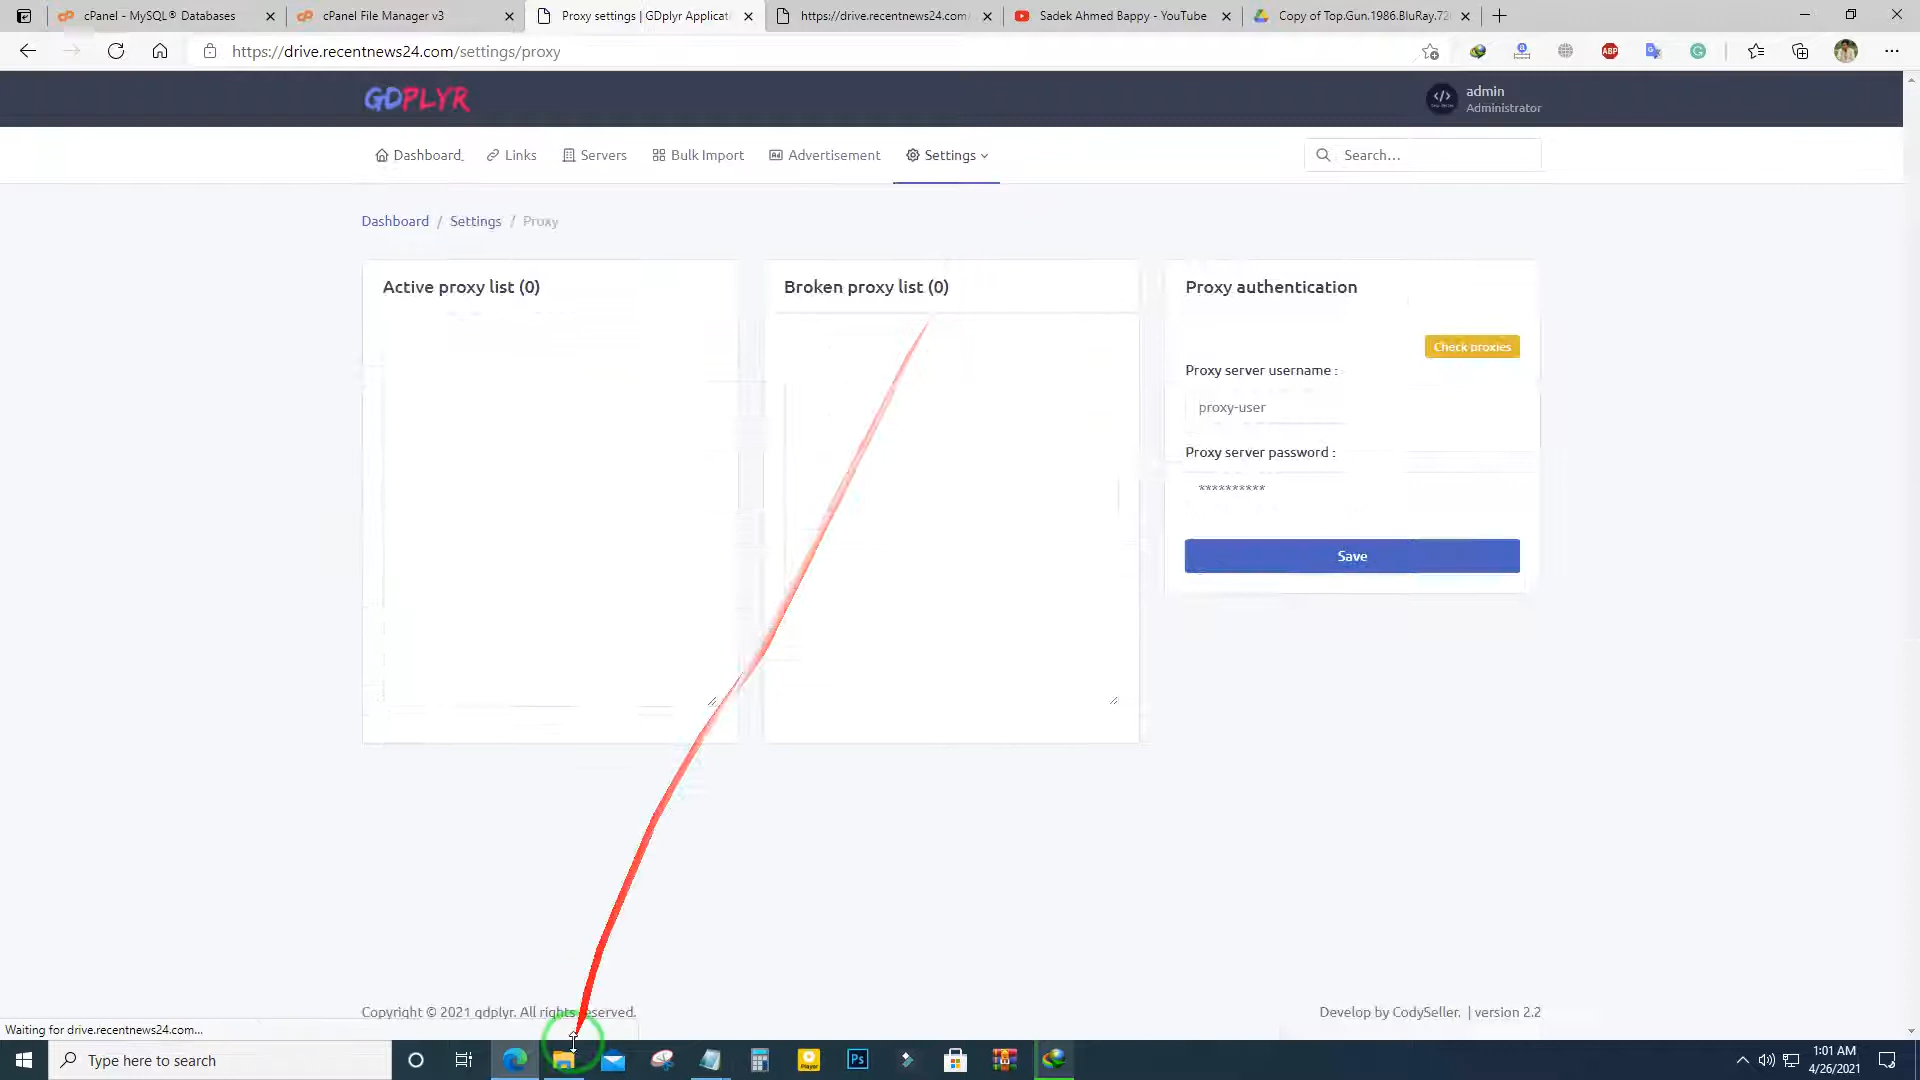 cPanel - MySQL® Databases
cPanel File Manager v3
Proxy settings | GDplyr Applicat
https://drive.recentnews24.com/
Sadek Ahmed Bappy - YouTube
Copy of Top.Gun.1986.BluRay.72
https://drive.recentnews24.com/settings/proxy
ABP
GDPLYR
admin
Administrator
Dashboard
Links
Servers
Bulk Import
Advertisement
Settings
Search...
Dashboard / Settings / Proxy
Active proxy list (0)
Broken proxy list (0)
Proxy authentication
Check proxies
Proxy server username :
proxy-user
Proxy server password :
**********
Save
Copyright © 2021 gdplyr. All rights reserved.
Develop by CodySeller. | version 2.2
Waiting for drive.recentnews24.com...
Type here to search
Ps
1:01 AM
4/26/2021